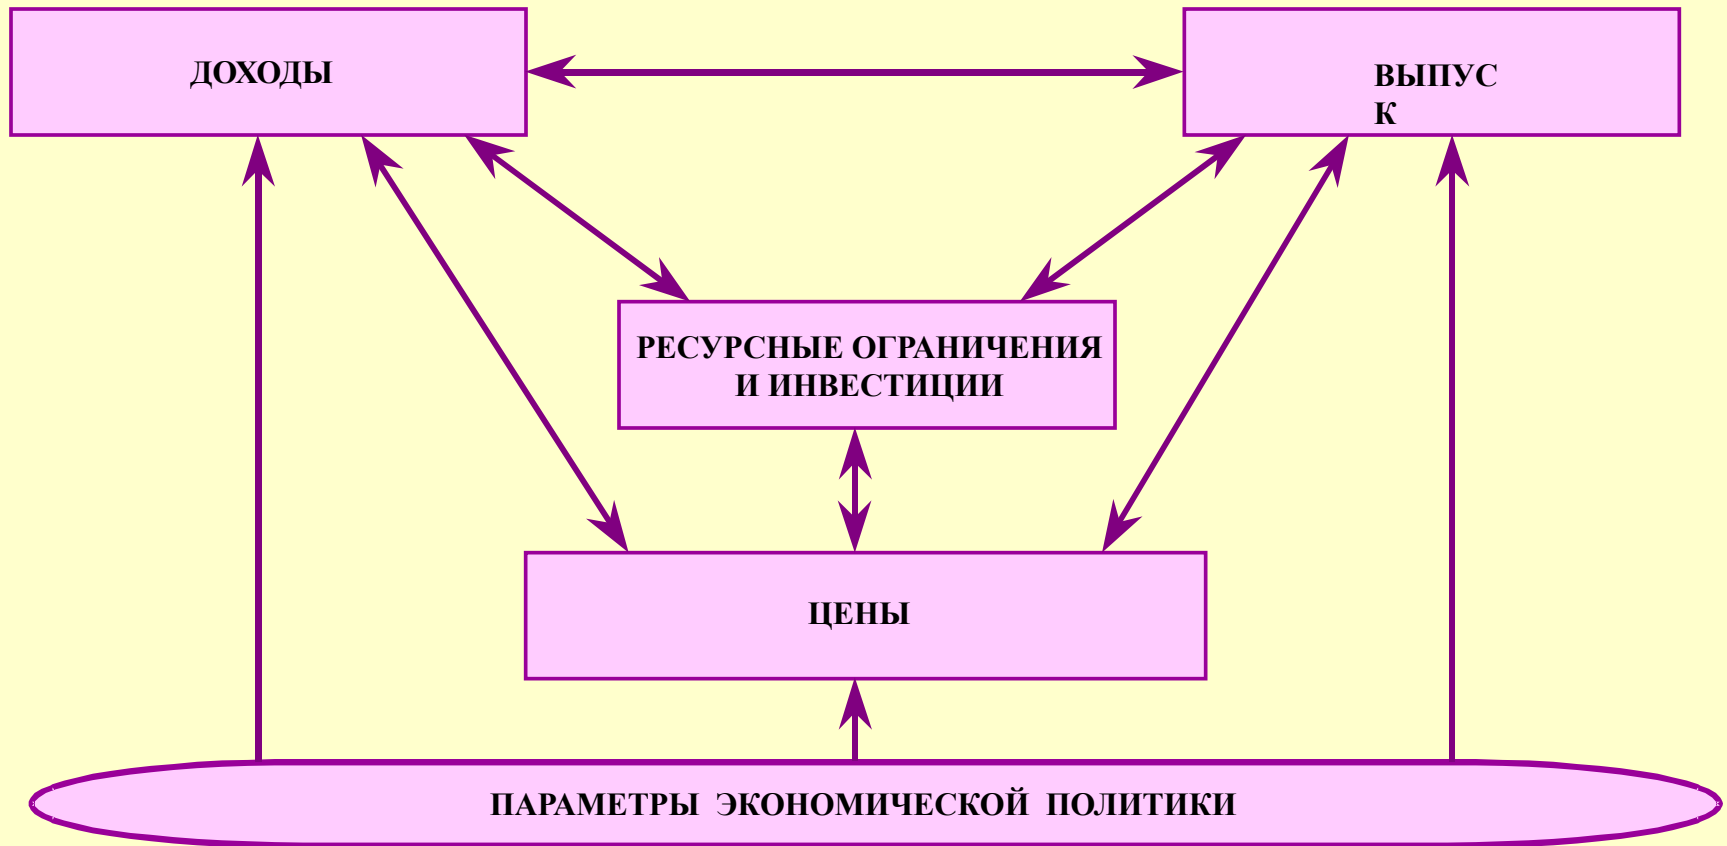 ДОХОДЫ
ВЫПУС
К
РЕСУРСНЫЕ ОГРАНИЧЕНИЯ
И ИНВЕСТИЦИИ
ЦЕНЫ
ПАРАМЕТРЫ ЭКОНОМИЧЕСКОЙ ПОЛИТИКИ